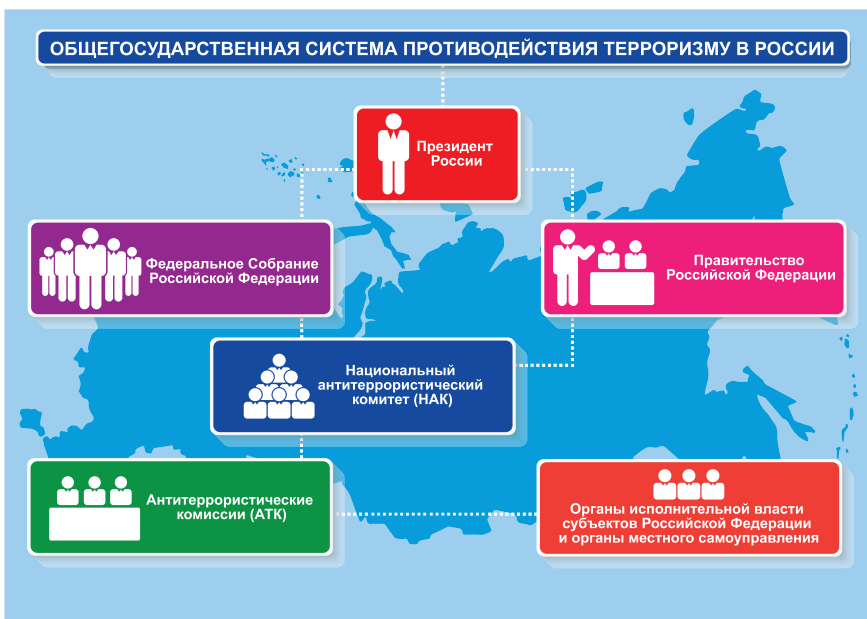 ОБЩЕГОСУДАРСТВЕННАЯ СИСТЕМА ПРОТИВОДЕЙСТВИЯ ТЕРРОРИЗМУ В РОССИИ
Президент
России
Федеральное Собрание
Российской Федерации
Правительство
Российской Федерации
Национальный
антитеррористический
комитет (НАК)
Антитеррористические
комиссии (АТК)
Органы исполнительной власти
субъектов Российской Федерации
и органы местного самоуправления